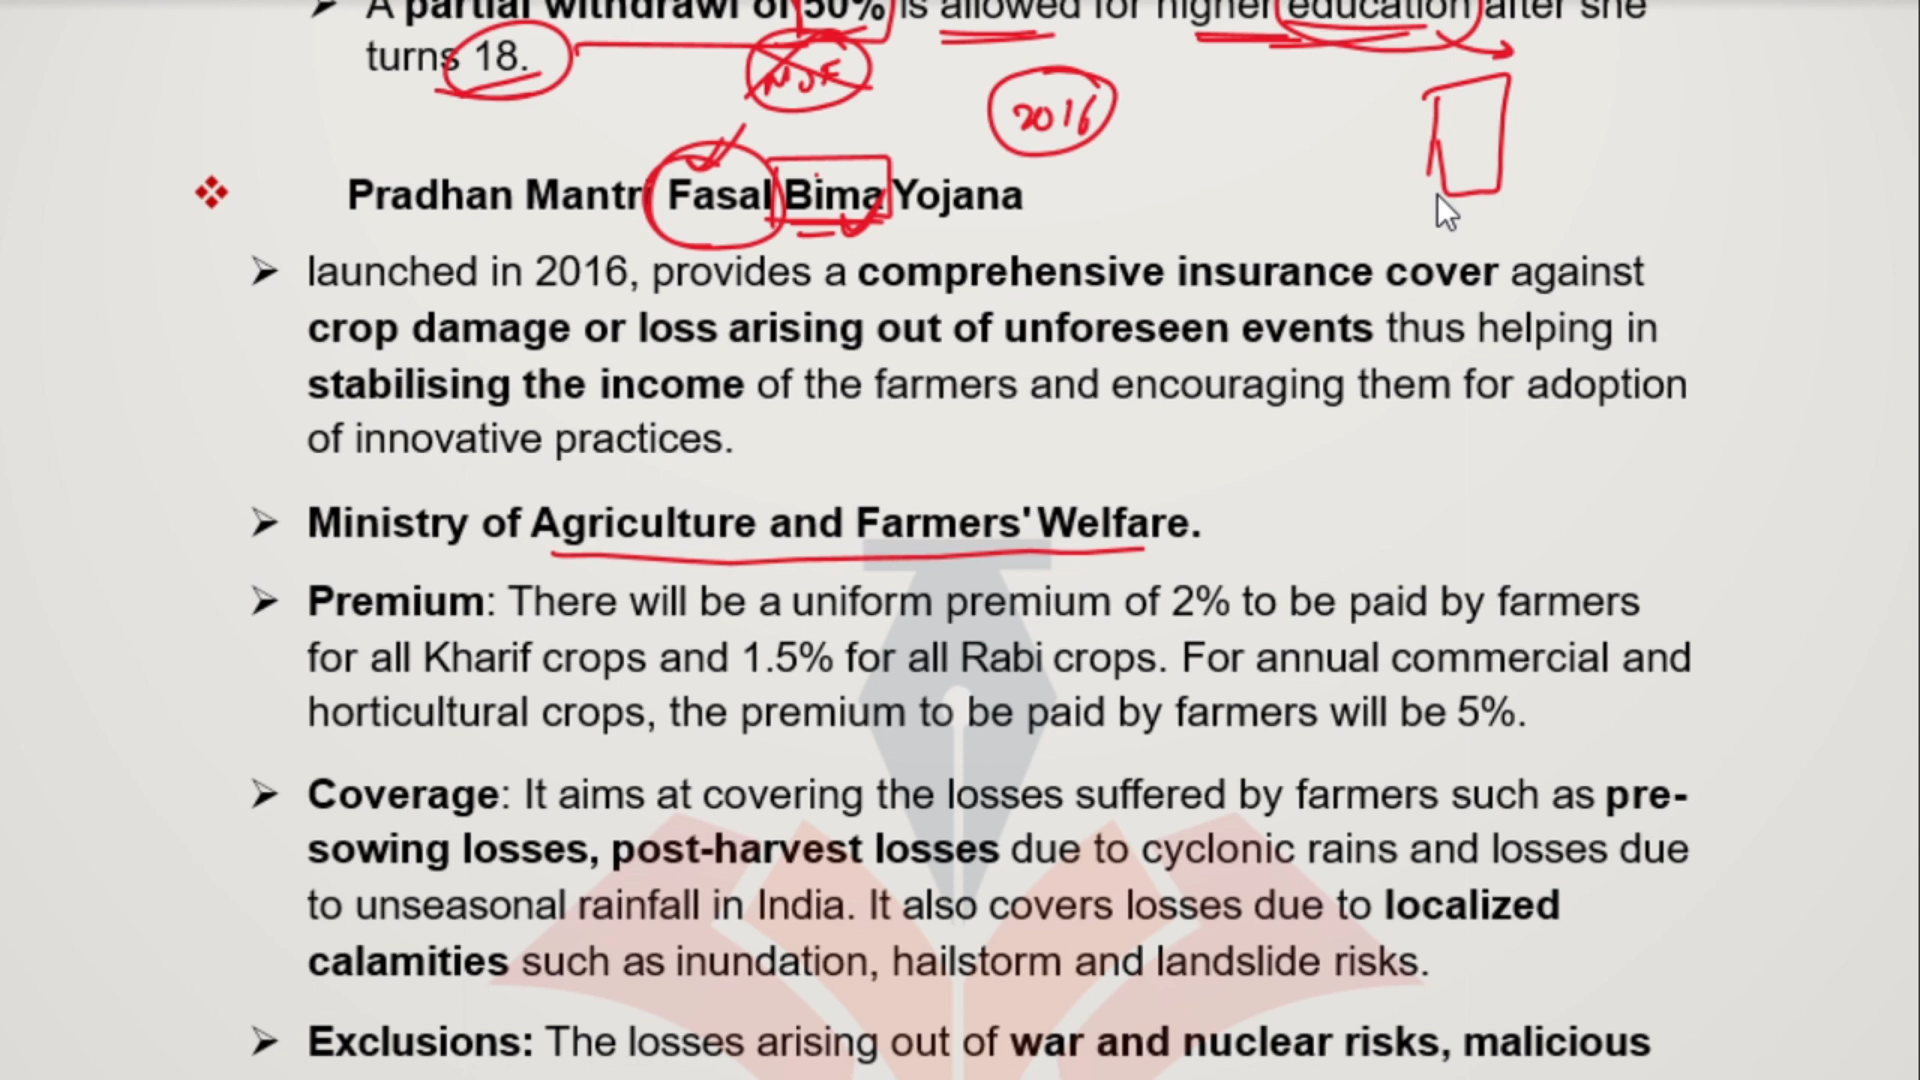 A partial withdrawl of 50% is allowed for higher education after she
turns 18.
2016
Pradhan Mantri Fasal Bima Yojana
launched in 2016, provides a comprehensive insurance cover against
crop damage or loss arising out of unforeseen events thus helping in
stabilising the income of the farmers and encouraging them for adoption
of innovative practices.
Ministry of Agriculture and Farmers' Welfare.
Premium: There will be a uniform premium of 2% to be paid by farmers
for all Kharif crops and 1.5% for all Rabi crops. For annual commercial and
horticultural crops, the premium to be paid by farmers will be 5%.
Coverage: It aims at covering the losses suffered by farmers such as pre-
sowing losses, post-harvest losses due to cyclonic rains and losses due
to unseasonal rainfall in India. It also covers losses due to localized
calamities such as inundation, hailstorm and landslide risks.
Exclusions: The losses arising out of war and nuclear risks, malicious